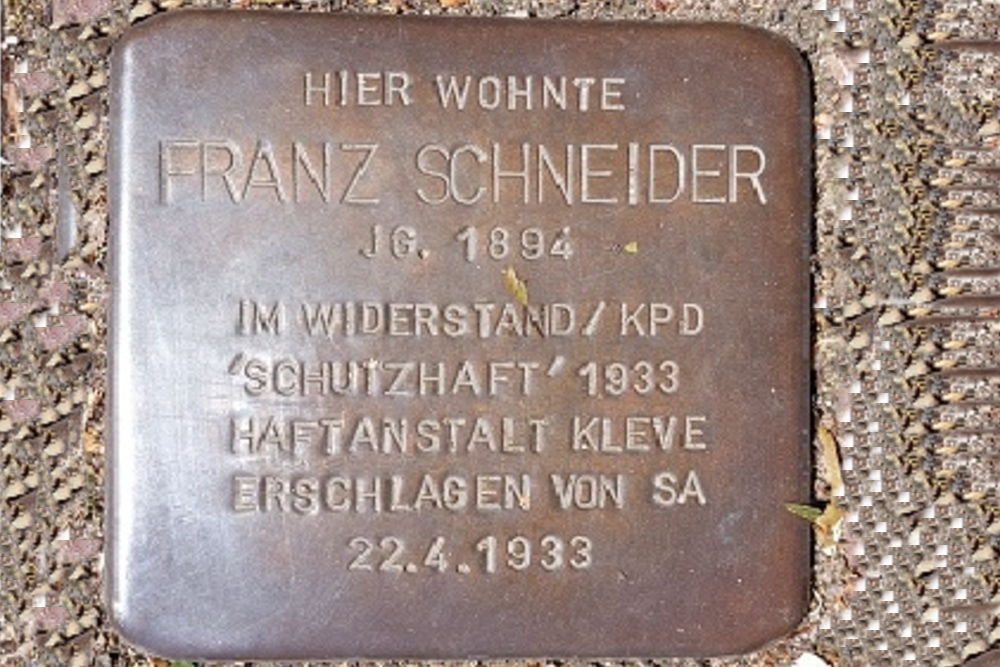 HIER WOHNTE
FRANZ SCHNEIDER
JG. 1894
IM WIDERSTAND/KPD
'SCHUTZHAFT' 1933
HAFTANSTALT KLEVE
ERSCHLAGEN VON SA
22.4.1933